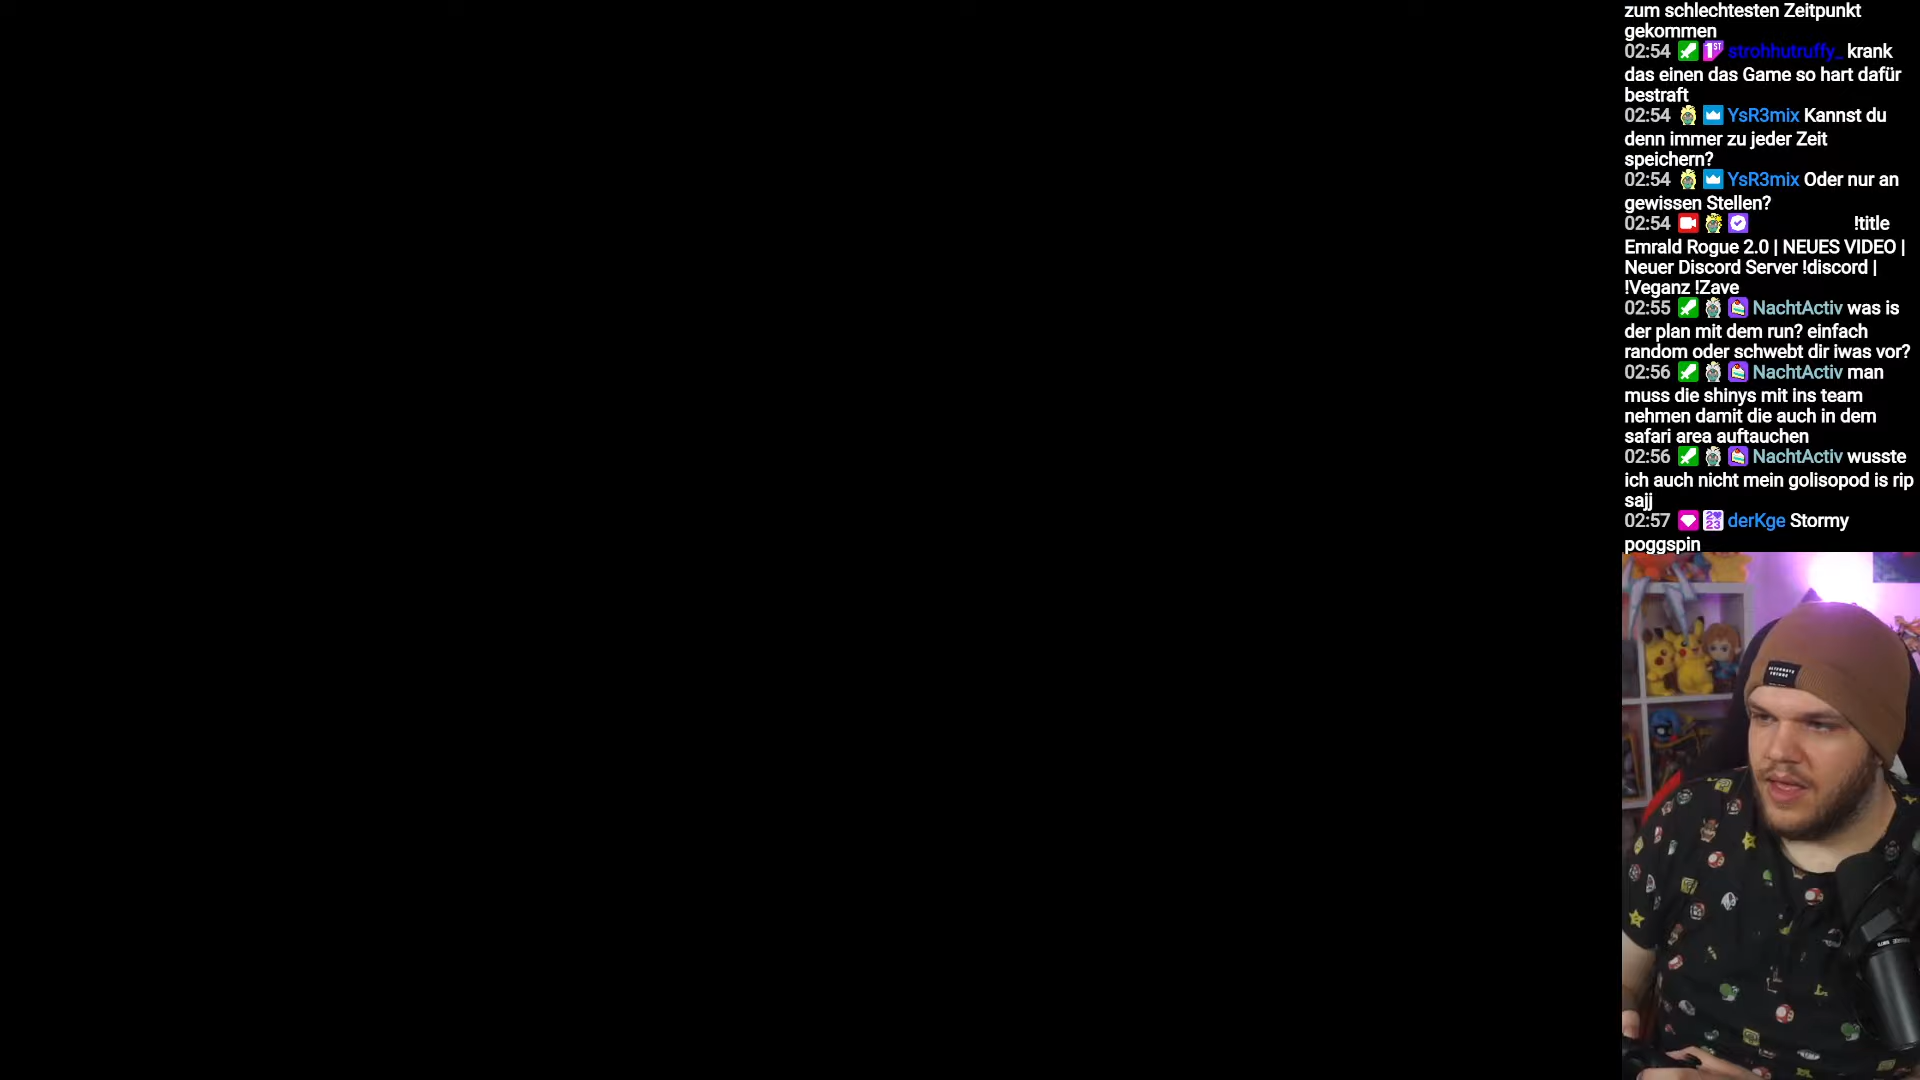 zum schlechtesten Zeitpunkt
gekommen
02:54 1ST strohhutruffy_ krank
das einen das Game so hart dafür
bestraft
02:54 YsR3mix Kannst du
denn immer zu jeder Zeit
speichern?
02:54 YsR3mix Oder nur an
gewissen Stellen?
02:54 !title
Emrald Rogue 2.0 | NEUES VIDEO |
Neuer Discord Server !discord |
!Veganz !Zave
02:55 NachtActiv was is
der plan mit dem run? einfach
random oder schwebt dir iwas vor?
02:56 NachtActiv man
muss die shinys mit ins team
nehmen damit die auch in dem
safari area auftauchen
02:56 NachtActiv wusste
ich auch nicht mein golisopod is rip
sajj
02:57 derKge Stormy
poggspin